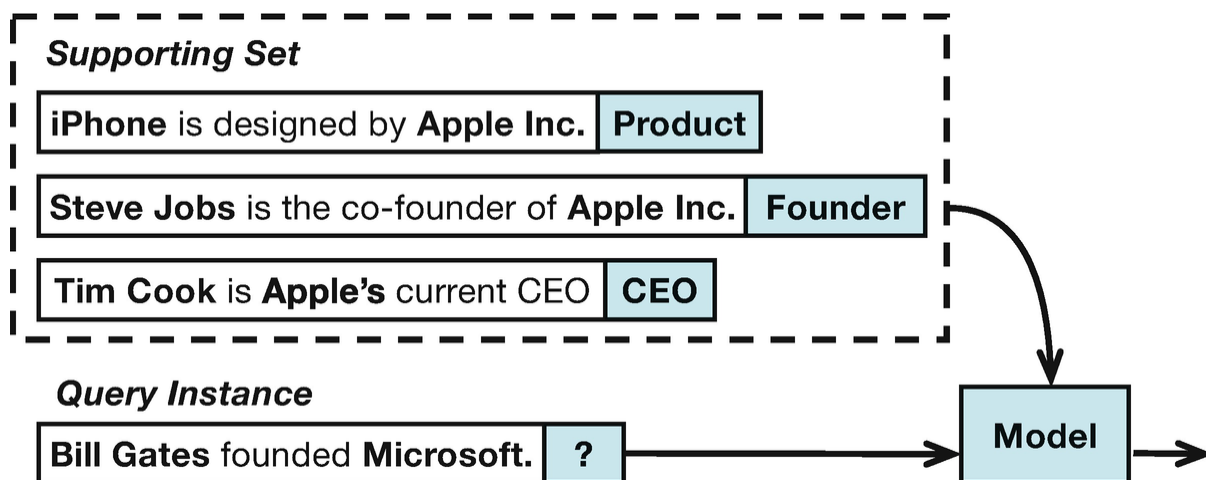 Supporting Set
iPhone is designed by Apple Inc. Product
Steve Jobs is the co-founder of Apple Inc. Founder
Tim Cook is Apple’s current CEO CEO
Query Instance
Bill Gates founded Microsoft. ?
Model